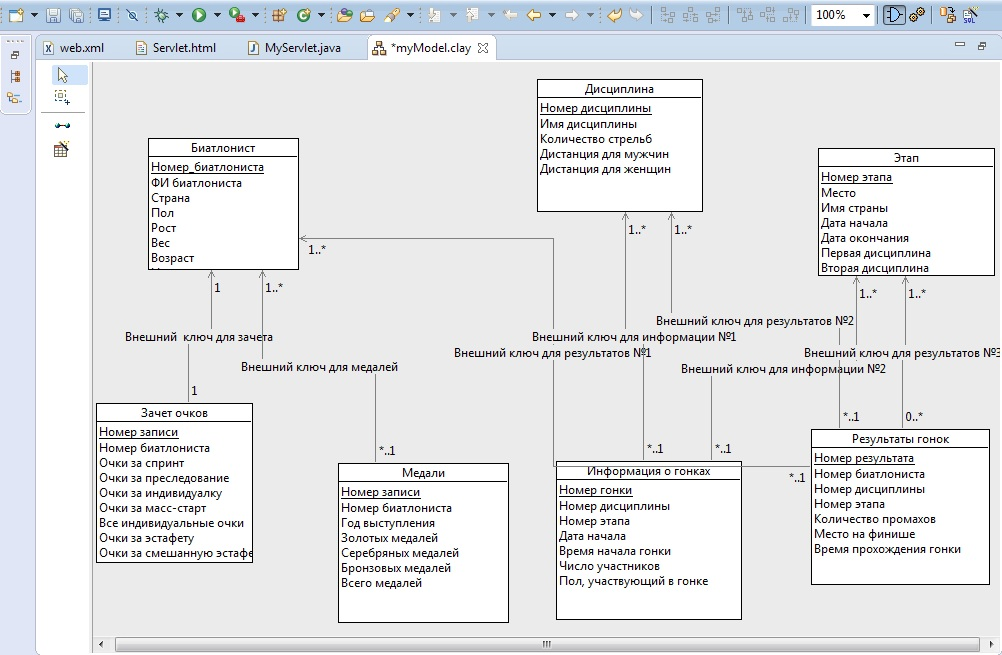 100%
web.xml
Servlet.html
MyServlet.java
*myModel.clay
Дисциплина
Номер дисциплины
Имя дисциплины
Количество стрельб
Дистанция для мужчин
Дистанция для женщин
Биатлонист
Номер_биатлониста
ФИ биатлониста
Страна
Пол
Рост
Вес
Возраст
Этап
Номер этапа
Место
Имя страны
Дата начала
Дата окончания
Первая дисциплина
Вторая дисциплина
1..*
1..*
1..*
1
1..*
1..*
1..*
Внешний ключ для результатов №2
Внешний ключ для зачета
Внешний ключ для информации №1
Внешний ключ для результатов №1
Внешний ключ для результатов №3
Внешний ключ для медалей
Внешний ключ для информации №2
1
*..1
*..1
*..1
*..1
0..*
*..1
Зачет очков
Номер записи
Номер биатлониста
Очки за спринт
Очки за преследование
Очки за индивидуалку
Очки за масс-старт
Все индивидуальные очки
Очки за эстафету
Очки за смешанную эстафе
Медали
Номер записи
Номер биатлониста
Год выступления
Золотых медалей
Серебряных медалей
Бронзовых медалей
Всего медалей
Информация о гонках
Номер гонки
Номер дисциплины
Номер этапа
Дата начала
Время начала гонки
Число участников
Пол, участвующий в гонке
Результаты гонок
Номер результата
Номер биатлониста
Номер дисциплины
Номер этапа
Количество промахов
Место на финише
Время прохождения гонки